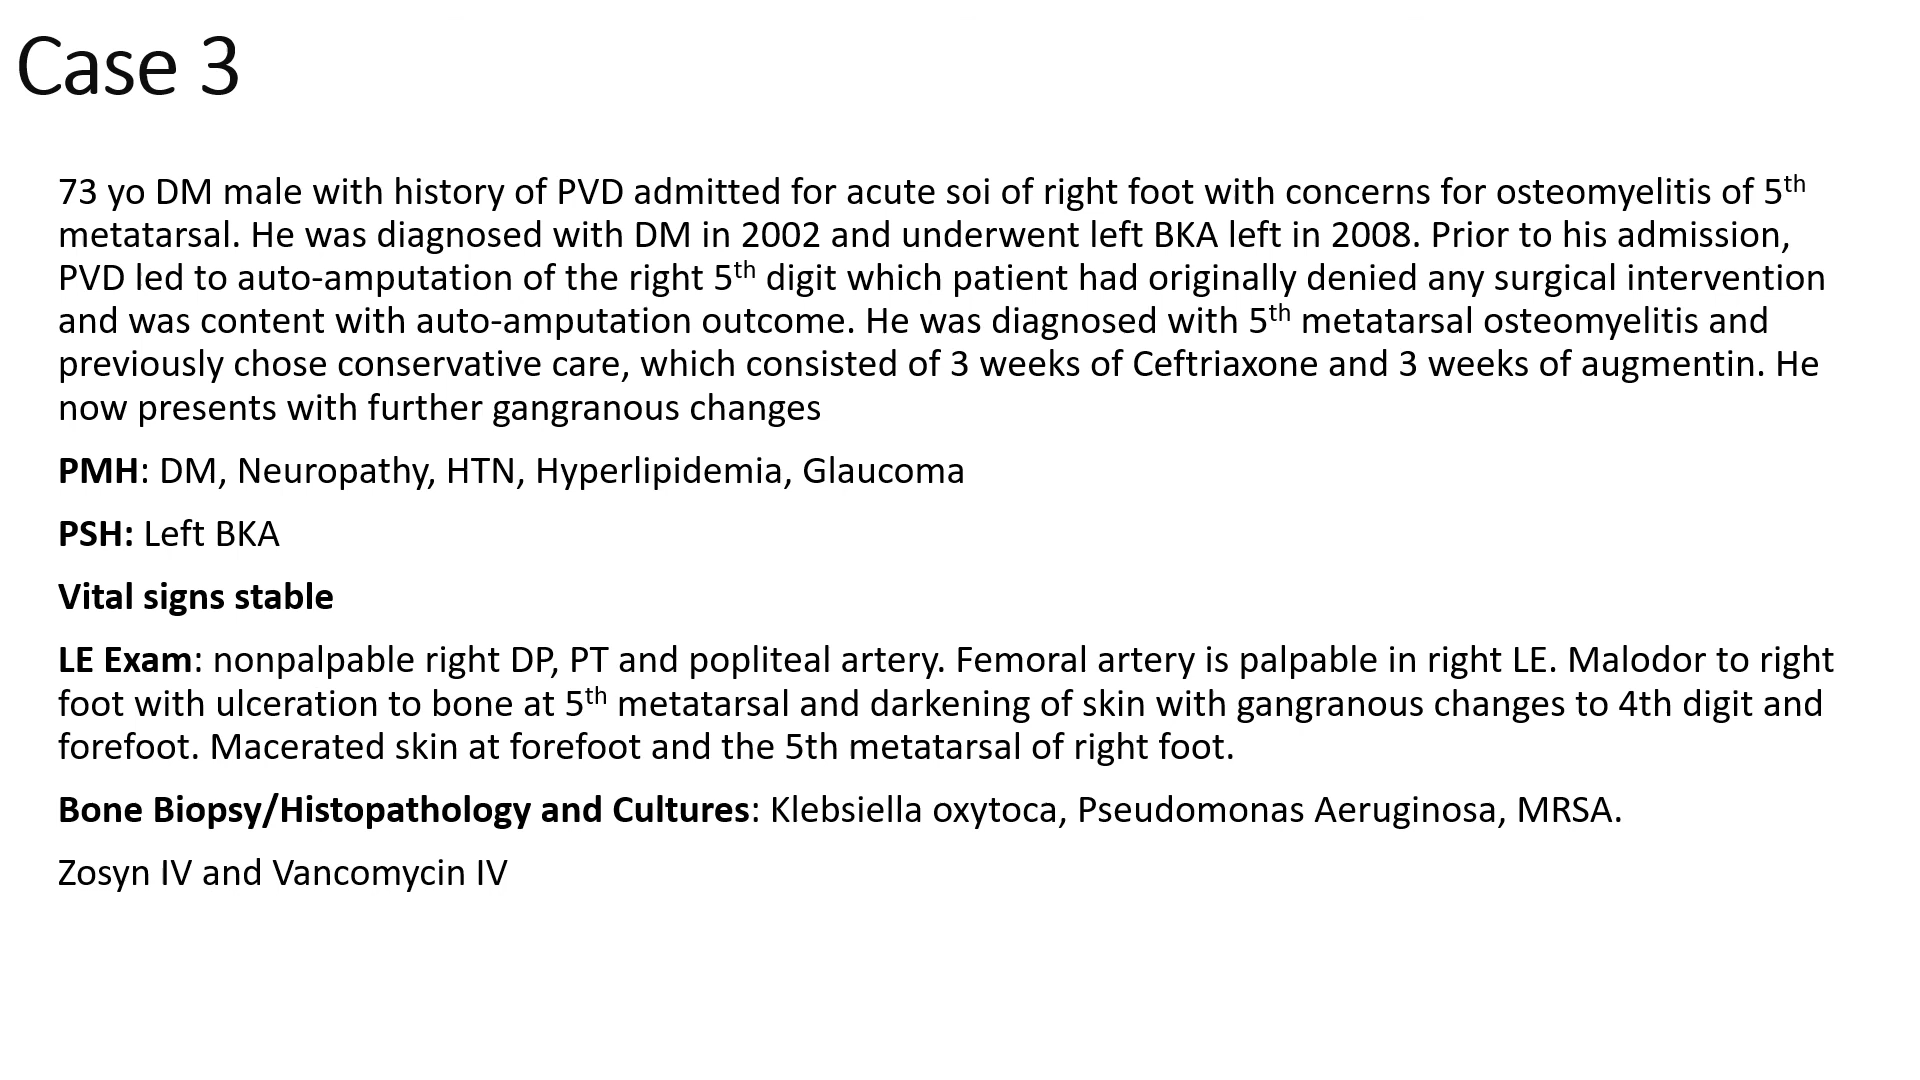 Case 3
73 yo DM male with history of PVD admitted for acute soi of right foot with concerns for osteomyelitis of 5th
metatarsal. He was diagnosed with DM in 2002 and underwent left BKA left in 2008. Prior to his admission,
PVD led to auto-amputation of the right 5th digit which patient had originally denied any surgical intervention
and was content with auto-amputation outcome. He was diagnosed with 5th metatarsal osteomyelitis and
previously chose conservative care, which consisted of 3 weeks of Ceftriaxone and 3 weeks of augmentin. He
now presents with further gangranous changes
PMH: DM, Neuropathy, HTN, Hyperlipidemia, Glaucoma
PSH: Left BKA
Vital signs stable
LE Exam: nonpalpable right DP, PT and popliteal artery. Femoral artery is palpable in right LE. Malodor to right
foot with ulceration to bone at 5th metatarsal and darkening of skin with gangranous changes to 4th digit and
forefoot. Macerated skin at forefoot and the 5th metatarsal of right foot.
Bone Biopsy/Histopathology and Cultures: Klebsiella oxytoca, Pseudomonas Aeruginosa, MRSA.
Zosyn IV and Vancomycin IV